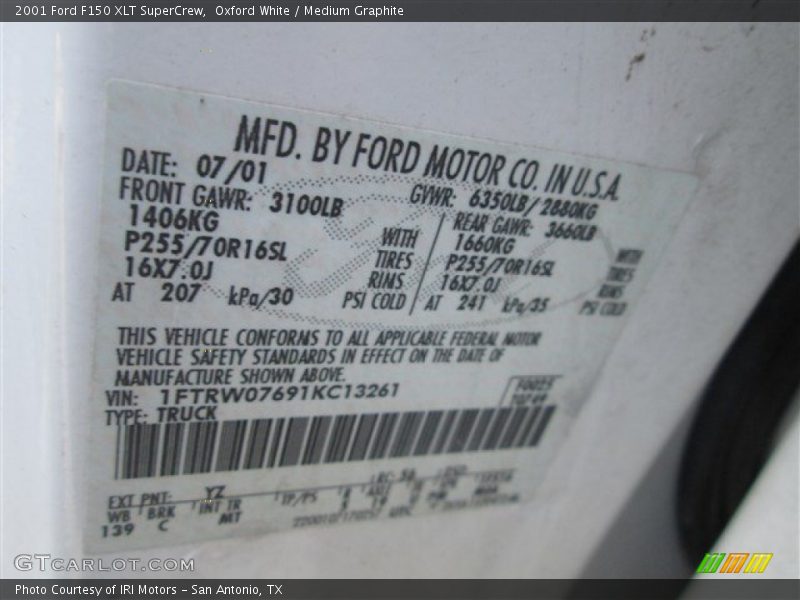 2001 Ford F150 XLT SuperCrew, Oxford White / Medium Graphite
MFD. BY FORD MOTOR CO. IN U.S.A.
DATE: 07/01 GVWR: 6350LB/ 2880KG
FRONT GAWR: 3100LB REAR GAWR: 3660LB
1406KG WITH 1660KG WITH
P255/70R16SL TIRES P255/70R16SL TIRES
16X7.0J RIMS 16X7.0J RIMS
AT 207 kPa/30 PSI COLD AT 241 kPa/35 PSI COLD
THIS VEHICLE CONFORMS TO ALL APPLICABLE FEDERAL MOTOR
VEHICLE SAFETY STANDARDS IN EFFECT ON THE DATE OF
MANUFACTURE SHOWN ABOVE.
VIN: 1FTRW07691KC13261
TYPE: TRUCK
EXT PNT: YZ
WB BRK INT TR TP/PS
139 C MT
GTCARLOT.COM
Photo Courtesy of IRI Motors – San Antonio, TX